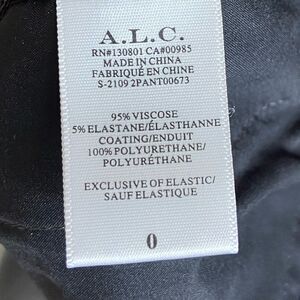 A.L.C.
RN#130801 CA#00985
MADE IN CHINA
FABRIQUÉ EN CHINE
S-2109 2PANT00673
95% VISCOSE
5% ELASTANE/ÉLASTHANNE
COATING/ENDUIT
100% POLYURETHANE/
POLYURÉTHANE
EXCLUSIVE OF ELASTIC/
SAUF ELASTIQUE
0